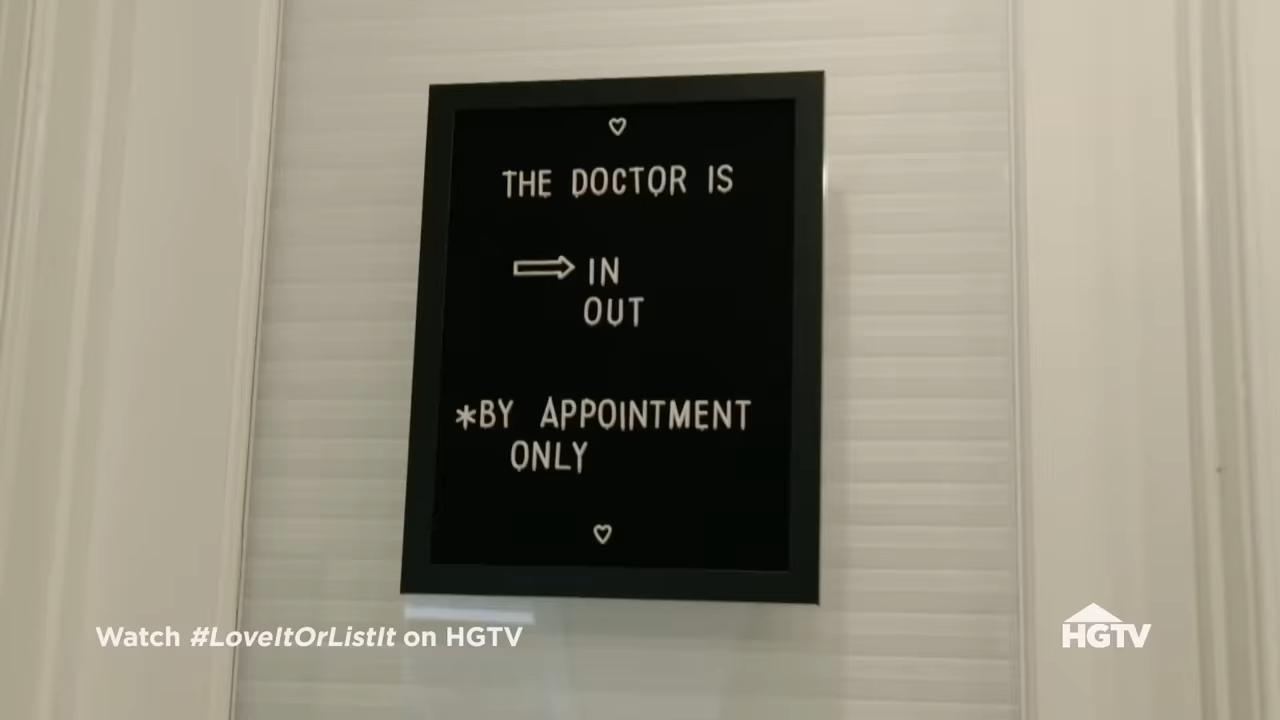 THE DOCTOR IS
IN
OUT
*BY APPOINTMENT
ONLY
Watch #LoveItOrListIt on HGTV
HGTV